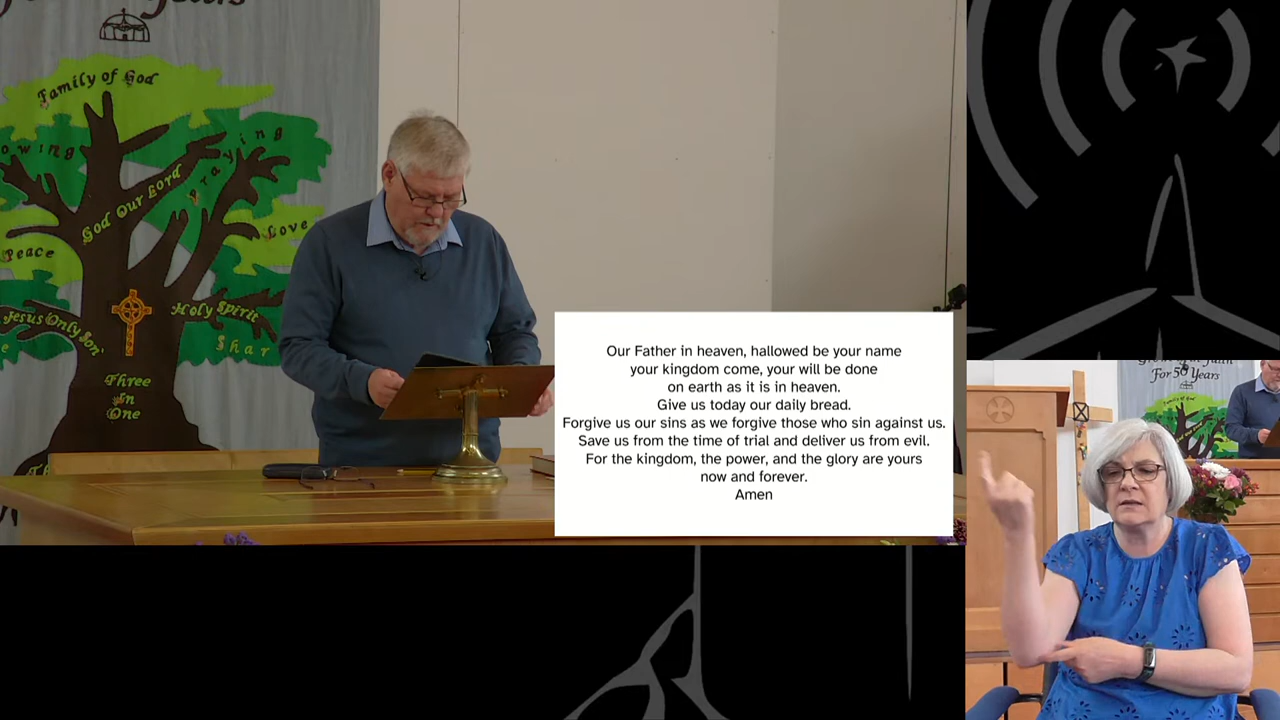 Years
Family of God
owing
Praying
God Our Lord
Love
Peace
Holy Spirit
Jesus Only Son
Shar
Three
In
One
Our Father in heaven, hallowed be your name
your kingdom come, your will be done
on earth as it is in heaven.
Give us today our daily bread.
Forgive us our sins as we forgive those who sin against us.
Save us from the time of trial and deliver us from evil.
For the kingdom, the power, and the glory are yours
now and forever.
Amen
For 50 Years